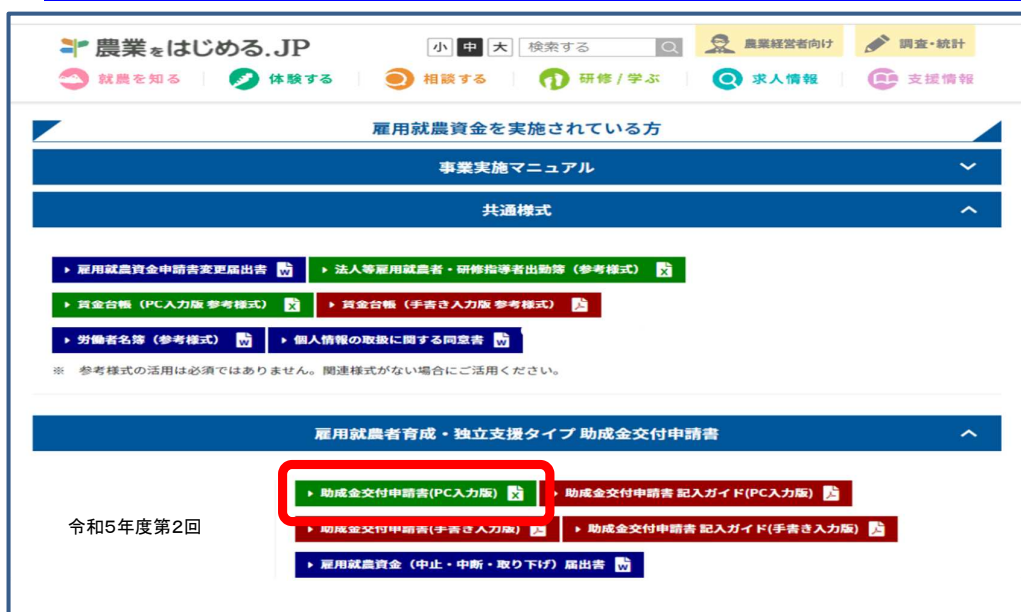 農業をはじめる.JP 小 中 大 検索する 農業経営者向け 調査・統計
就農を知る 体験する 相談する 研修/学ぶ 求人情報 支援情報
雇用就農資金を実施されている方
事業実施マニュアル
共通様式
雇用就農資金申請書変更届出書 法人等雇用就農者・研修指導者出勤簿(参考様式)
賃金台帳(PC入力版 参考様式) 賃金台帳(手書き入力版 参考様式)
労働者名簿(参考様式) 個人情報の取扱に関する同意書
※ 参考様式の活用は必須ではありません。関連様式がない場合にご活用ください。
雇用就農者育成・独立支援タイプ 助成金交付申請書
助成金交付申請書(PC入力版) 助成金交付申請書 記入ガイド(PC入力版)
令和5年度第2回
助成金交付申請書(手書き入力版) 助成金交付申請書 記入ガイド(手書き入力版)
雇用就農資金(中止・中断・取り下げ)届出書